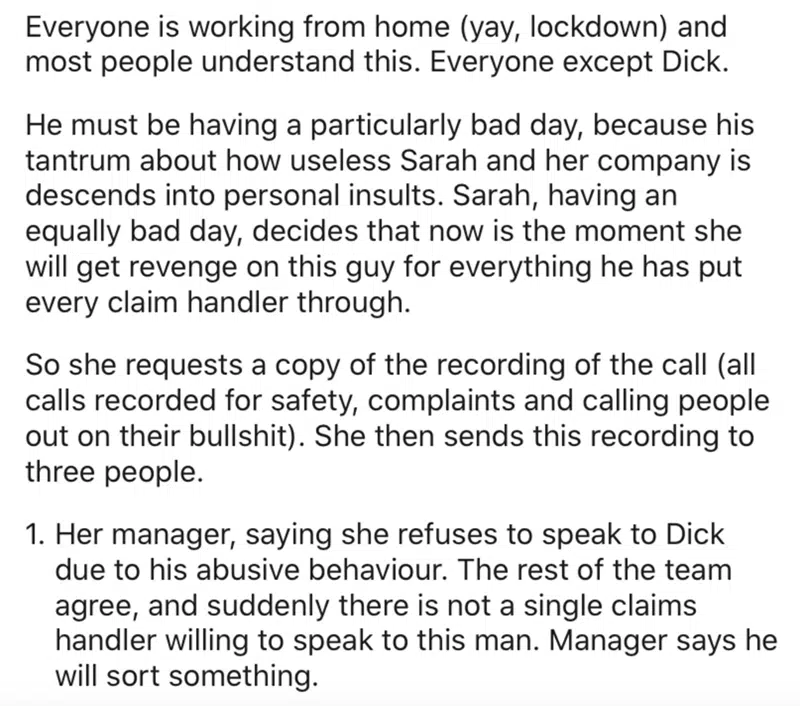 Everyone is working from home (yay, lockdown) and
most people understand this. Everyone except Dick.
He must be having a particularly bad day, because his
tantrum about how useless Sarah and her company is
descends into personal insults. Sarah, having an
equally bad day, decides that now is the moment she
will get revenge on this guy for everything he has put
every claim handler through.
So she requests a copy of the recording of the call (all
calls recorded for safety, complaints and calling people
out on their bullshit). She then sends this recording to
three people.
1. Her manager, saying she refuses to speak to Dick
due to his abusive behaviour. The rest of the team
agree, and suddenly there is not a single claims
handler willing to speak to this man. Manager says he
will sort something.